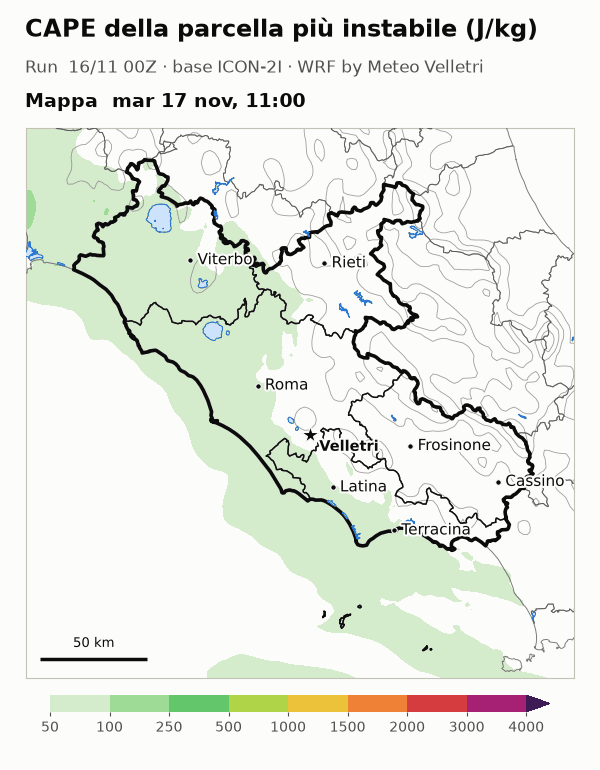 CAPE della parcella più instabile (J/kg)
Run  16/11 00Z · base ICON-2I · WRF by Meteo Velletri
Mappa  mar 17 nov, 11:00
Viterbo
Rieti
Roma
Velletri
Frosinone
Latina
Cassino
Terracina
50 km
50 100 250 500 1000 1500 2000 3000 4000